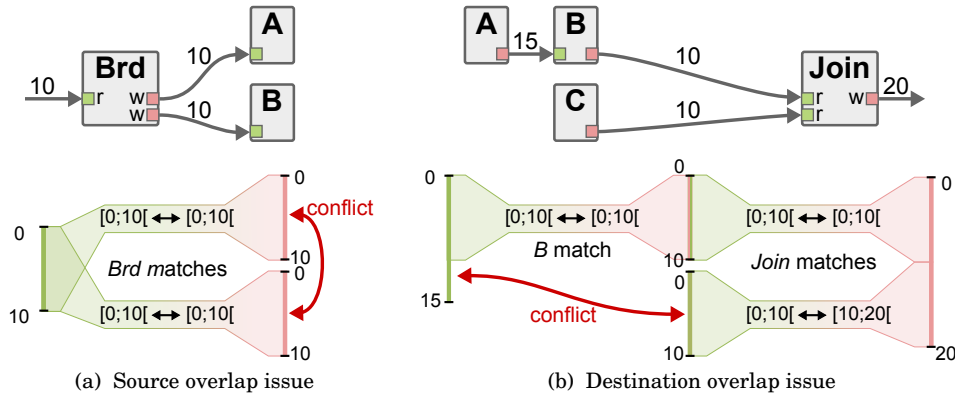 A
10
10
Brd
r
w
w
10
B
A
15
B
10
C
10
Join
r
r
w
20
0
10
[0;10[ ↔ [0;10[
Brd matches
[0;10[ ↔ [0;10[
0
10
0
10
conflict
0
15
[0;10[ ↔ [0;10[
B match
conflict
0
10
0
10
[0;10[ ↔ [0;10[
Join matches
[0;10[ ↔ [10;20[
0
20
(a) Source overlap issue
(b) Destination overlap issue